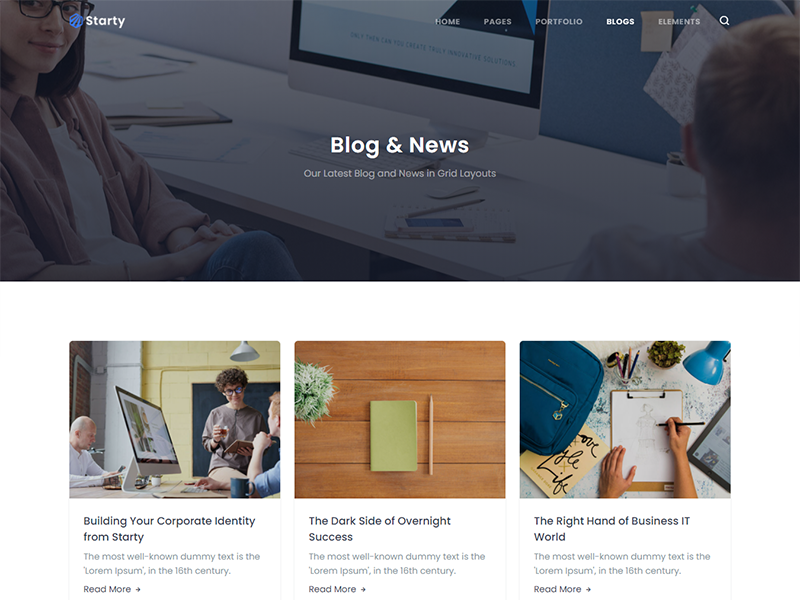 Starty
HOME PAGES PORTFOLIO BLOGS ELEMENTS
ONLY THEN CAN YOU CREATE TRULY INNOVATIVE SOLUTIONS
Blog & News
Our Latest Blog and News in Grid Layouts
Love
Life
Building Your Corporate Identity
from Starty
The most well-known dummy text is the
'Lorem Ipsum', in the 16th century.
Read More →
The Dark Side of Overnight
Success
The most well-known dummy text is the
'Lorem Ipsum', in the 16th century.
Read More →
The Right Hand of Business IT
World
The most well-known dummy text is the
'Lorem Ipsum', in the 16th century.
Read More →